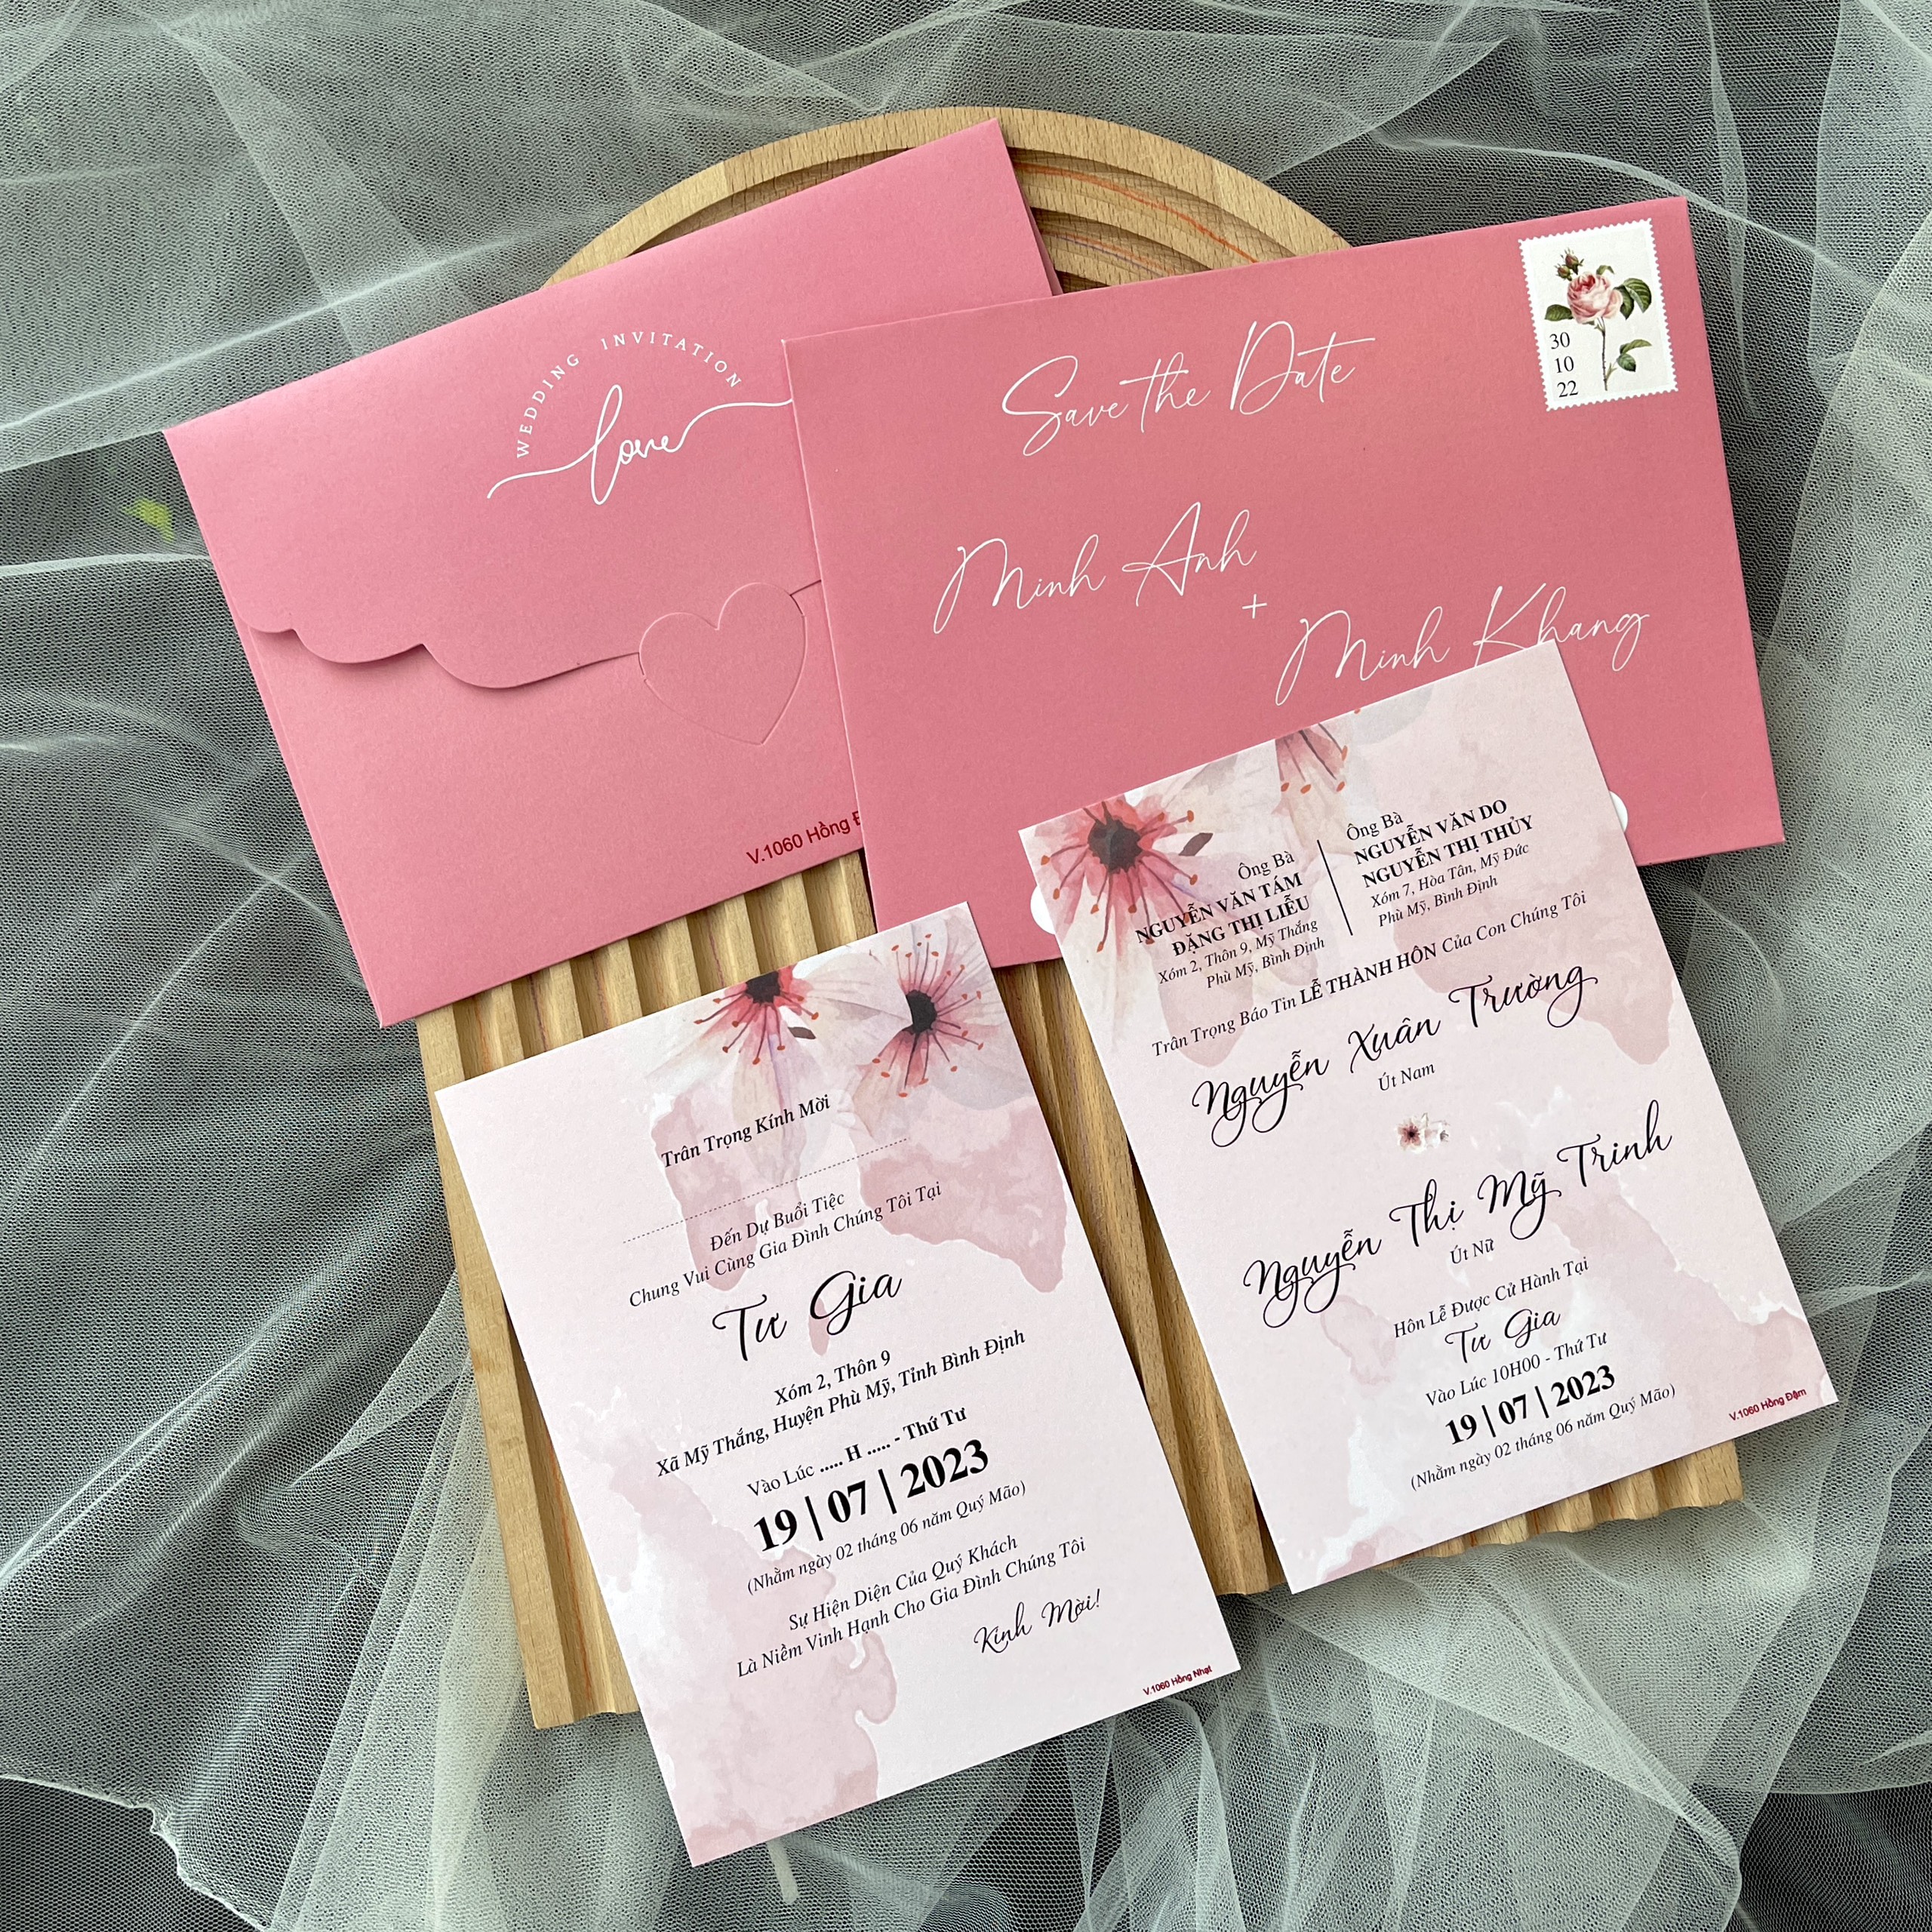 WEDDING INVITATION
love
V.1060 Hồng
Save the Date
30
10
22
Minh Anh
+
Minh Khang
Ông Bà
NGUYỄN VĂN TÁM
ĐẶNG THỊ LIỄU
Xóm 2, Thôn 9, Mỹ Thắng
Phù Mỹ, Bình Định
Ông Bà
NGUYỄN VĂN DO
NGUYỄN THỊ THỦY
Xóm 7, Hòa Tân, Mỹ Đức
Phù Mỹ, Bình Định
Trân Trọng Báo Tin LỄ THÀNH HÔN Của Con Chúng Tôi
Nguyễn Xuân Trường
Út Nam
Nguyễn Thị Mỹ Trinh
Út Nữ
Hôn Lễ Được Cử Hành Tại
Tư Gia
Vào Lúc 10H00 - Thứ Tư
19 | 07 | 2023
(Nhằm ngày 02 tháng 06 năm Quý Mão)
V.1060 Hồng Đậm
Trân Trọng Kính Mời
Đến Dự Buổi Tiệc
Chung Vui Cùng Gia Đình Chúng Tôi Tại
Tư Gia
Xóm 2, Thôn 9
Xã Mỹ Thắng, Huyện Phù Mỹ, Tỉnh Bình Định
Vào Lúc ..... H ..... - Thứ Tư
19 | 07 | 2023
(Nhằm ngày 02 tháng 06 năm Quý Mão)
Sự Hiện Diện Của Quý Khách
Là Niềm Vinh Hạnh Cho Gia Đình Chúng Tôi
Kính Mời!
V.1060 Hồng Nhạt